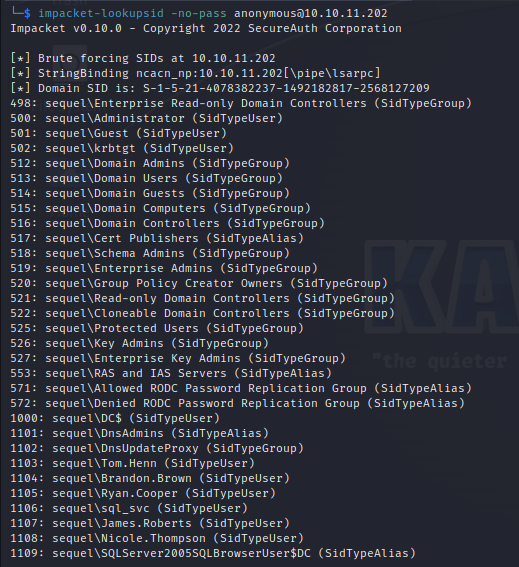 └─$ impacket-lookupsid -no-pass anonymous@10.10.11.202
Impacket v0.10.0 - Copyright 2022 SecureAuth Corporation
[*] Brute forcing SIDs at 10.10.11.202
[*] StringBinding ncacn_np:10.10.11.202[\pipe\lsarpc]
[*] Domain SID is: S-1-5-21-4078382237-1492182817-2568127209
498: sequel\Enterprise Read-only Domain Controllers (SidTypeGroup)
500: sequel\Administrator (SidTypeUser)
501: sequel\Guest (SidTypeUser)
502: sequel\krbtgt (SidTypeUser)
512: sequel\Domain Admins (SidTypeGroup)
513: sequel\Domain Users (SidTypeGroup)
514: sequel\Domain Guests (SidTypeGroup)
515: sequel\Domain Computers (SidTypeGroup)
516: sequel\Domain Controllers (SidTypeGroup)
517: sequel\Cert Publishers (SidTypeAlias)
518: sequel\Schema Admins (SidTypeGroup)
519: sequel\Enterprise Admins (SidTypeGroup)
520: sequel\Group Policy Creator Owners (SidTypeGroup)
521: sequel\Read-only Domain Controllers (SidTypeGroup)
522: sequel\Cloneable Domain Controllers (SidTypeGroup)
525: sequel\Protected Users (SidTypeGroup)
526: sequel\Key Admins (SidTypeGroup)
527: sequel\Enterprise Key Admins (SidTypeGroup)
553: sequel\RAS and IAS Servers (SidTypeAlias)
571: sequel\Allowed RODC Password Replication Group (SidTypeAlias)
572: sequel\Denied RODC Password Replication Group (SidTypeAlias)
1000: sequel\DC$ (SidTypeUser)
1101: sequel\DnsAdmins (SidTypeAlias)
1102: sequel\DnsUpdateProxy (SidTypeGroup)
1103: sequel\Tom.Henn (SidTypeUser)
1104: sequel\Brandon.Brown (SidTypeUser)
1105: sequel\Ryan.Cooper (SidTypeUser)
1106: sequel\sql_svc (SidTypeUser)
1107: sequel\James.Roberts (SidTypeUser)
1108: sequel\Nicole.Thompson (SidTypeUser)
1109: sequel\SQLServer2005SQLBrowserUser$DC (SidTypeAlias)
KA
"the quieter